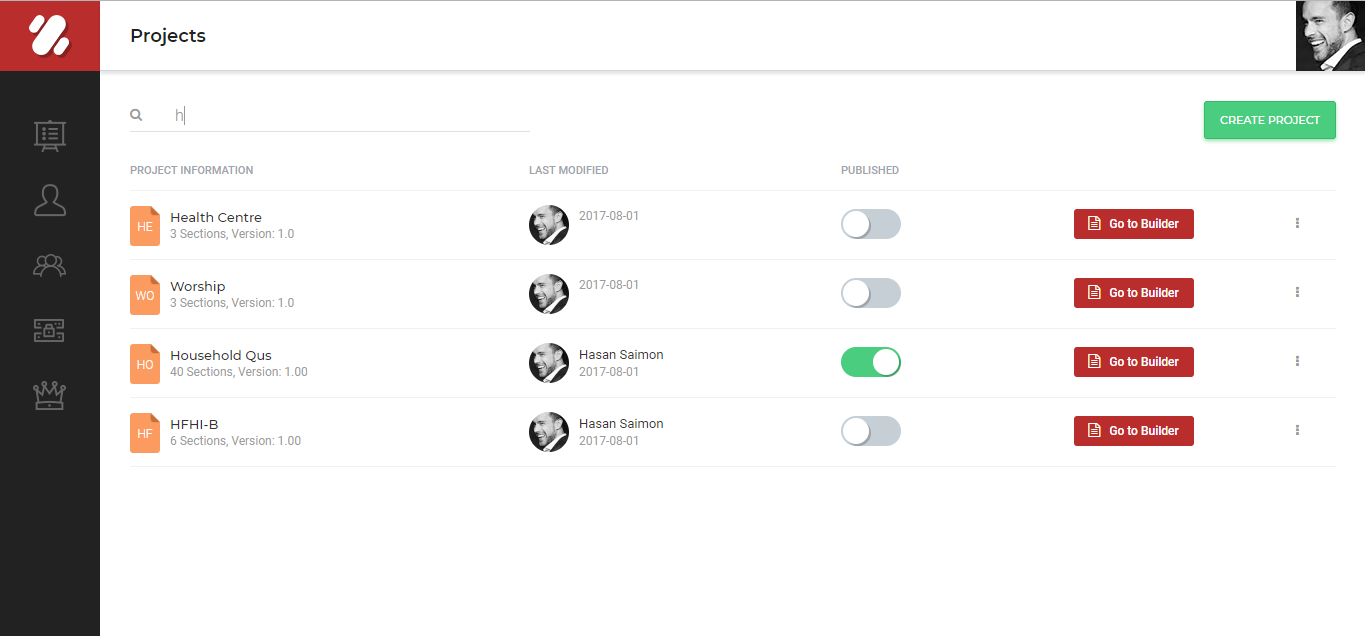 Projects
h
CREATE PROJECT
PROJECT INFORMATION LAST MODIFIED PUBLISHED
HE Health Centre 2017-08-01 Go to Builder
3 Sections, Version: 1.0
WO Worship 2017-08-01 Go to Builder
3 Sections, Version: 1.0
HO Household Qus Hasan Saimon Go to Builder
40 Sections, Version: 1.00 2017-08-01
HF HFHI-B Hasan Saimon Go to Builder
6 Sections, Version: 1.00 2017-08-01